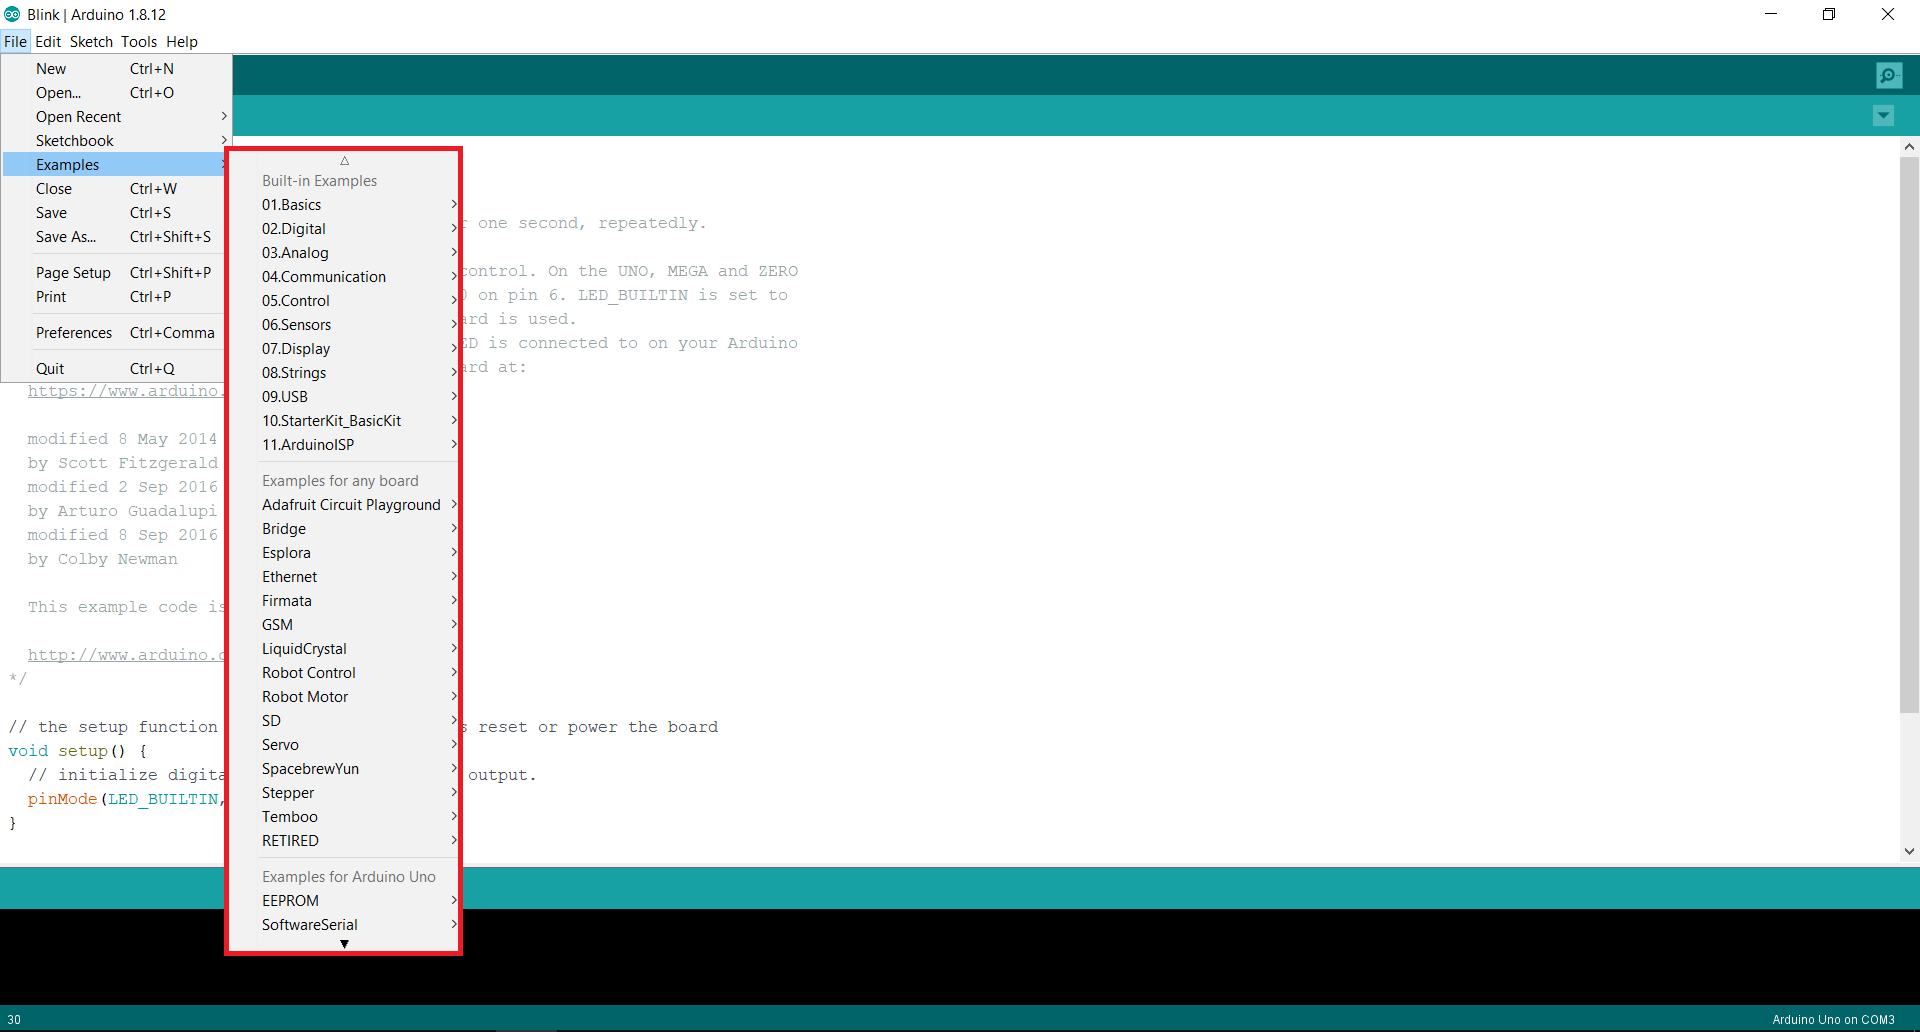 Blink | Arduino 1.8.12
File Edit Sketch Tools Help
New Ctrl+N
Open... Ctrl+O
Open Recent
Sketchbook
Examples
Close Ctrl+W
Save Ctrl+S
Save As... Ctrl+Shift+S
Page Setup Ctrl+Shift+P
Print Ctrl+P
Preferences Ctrl+Comma
Quit Ctrl+Q
Built-in Examples
01.Basics
02.Digital
03.Analog
04.Communication
05.Control
06.Sensors
07.Display
08.Strings
09.USB
10.StarterKit_BasicKit
11.ArduinoISP
Examples for any board
Adafruit Circuit Playground
Bridge
Esplora
Ethernet
Firmata
GSM
LiquidCrystal
Robot Control
Robot Motor
SD
Servo
SpacebrewYun
Stepper
Temboo
RETIRED
Examples for Arduino Uno
EEPROM
SoftwareSerial
one second, repeatedly.
control. On the UNO, MEGA and ZERO
on pin 6. LED_BUILTIN is set to
ard is used.
ED is connected to on your Arduino
ard at:
https://www.arduino.
modified 8 May 2014
by Scott Fitzgerald
modified 2 Sep 2016
by Arturo Guadalupi
modified 8 Sep 2016
by Colby Newman
This example code is
http://www.arduino.c
*/
// the setup function s reset or power the board
void setup() {
// initialize digita output.
pinMode(LED_BUILTIN,
}
30
Arduino Uno on COM3